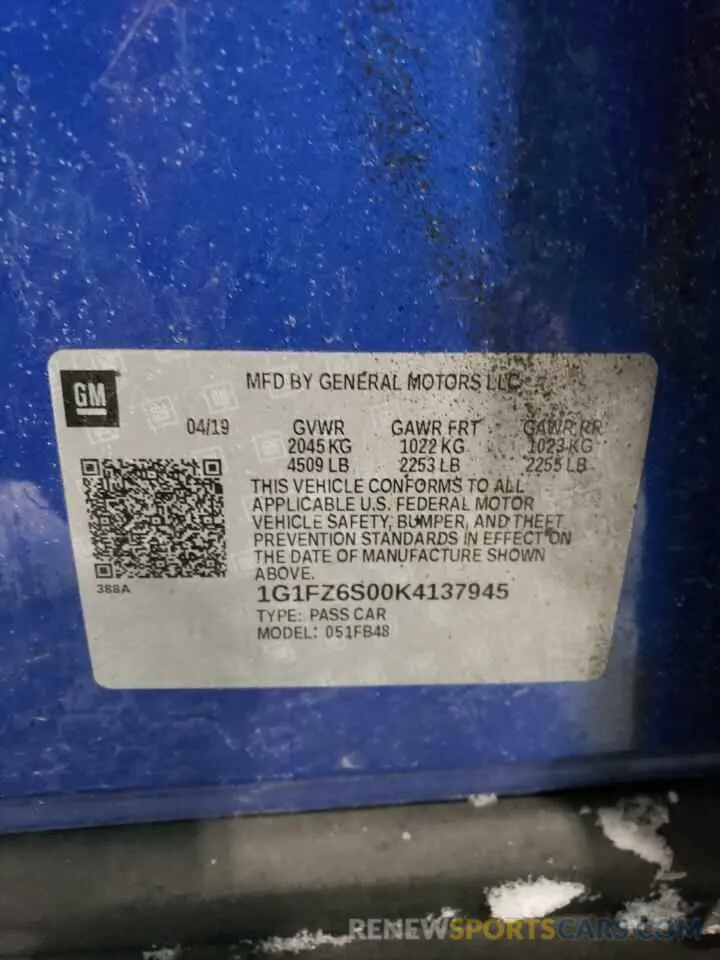 GM
MFD BY GENERAL MOTORS LLC
04/19 GVWR GAWR FRT GAWR RR
2045 KG 1022 KG 1023 KG
4509 LB 2253 LB 2255 LB
THIS VEHICLE CONFORMS TO ALL
APPLICABLE U.S. FEDERAL MOTOR
VEHICLE SAFETY, BUMPER, AND THEFT
PREVENTION STANDARDS IN EFFECT ON
THE DATE OF MANUFACTURE SHOWN
ABOVE.
388A
1G1FZ6S00K4137945
TYPE: PASS CAR
MODEL: 051FB48
RENEWSPORTSCARS.COM